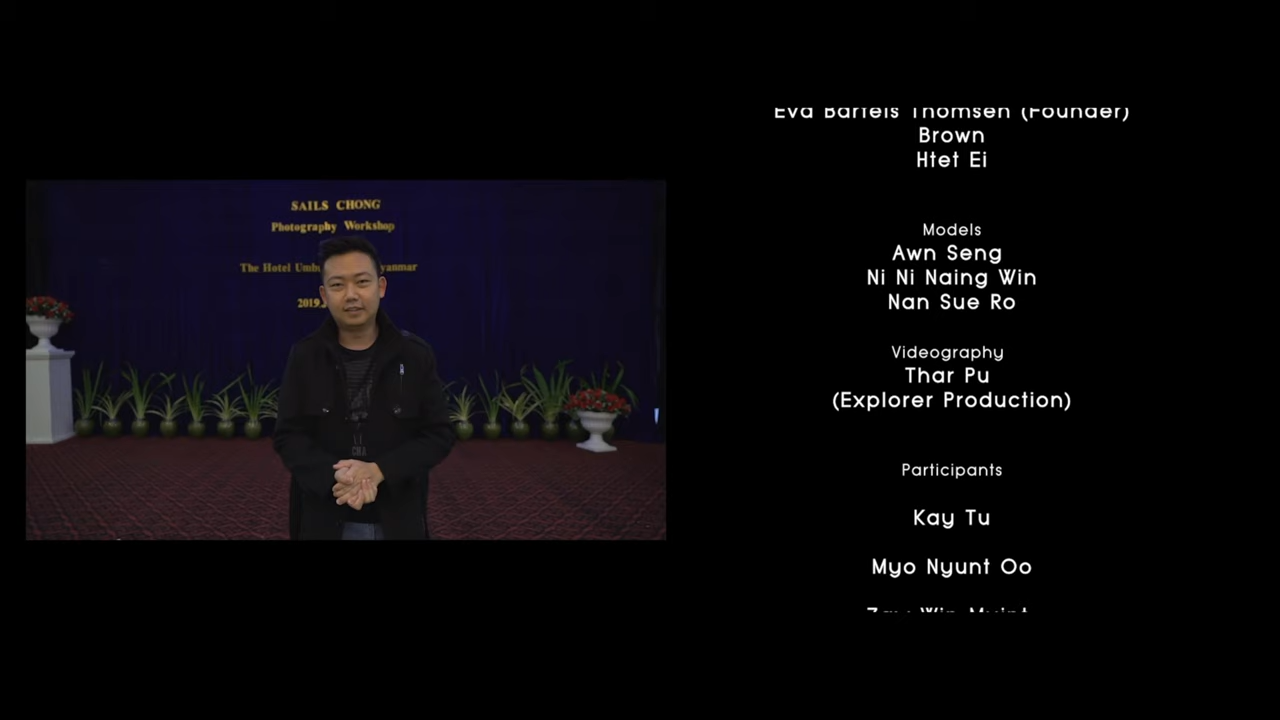 SAILS CHONG
Photography Workshop
The Hotel
2019
Eva Bartels Thomsen (Founder)
Brown
Htet Ei
Models
Awn Seng
Ni Ni Naing Win
Nan Sue Ro
Videography
Thar Pu
(Explorer Production)
Participants
Kay Tu
Myo Nyunt Oo